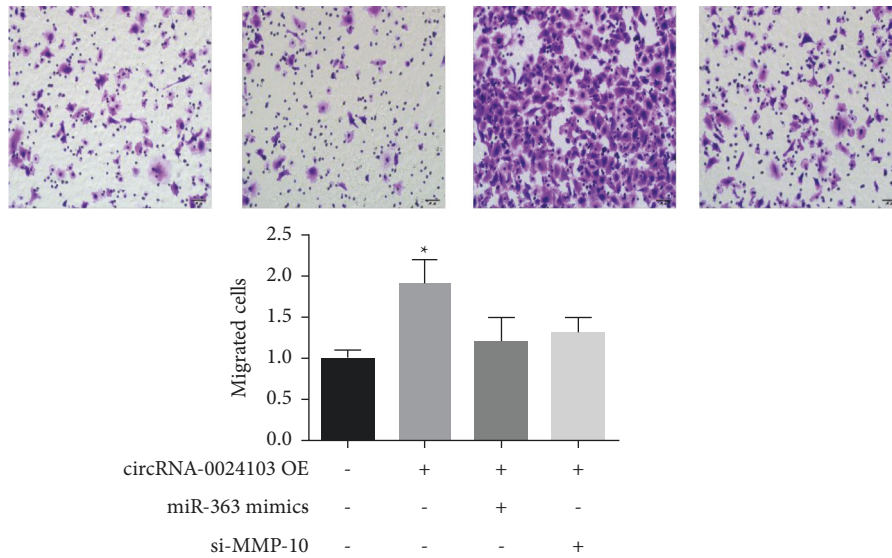 2.5
2.0
1.5
1.0
0.5
0.0
Migrated cells
*
circRNA-0024103 OE - + + +
miR-363 mimics - - + -
si-MMP-10 - - - +